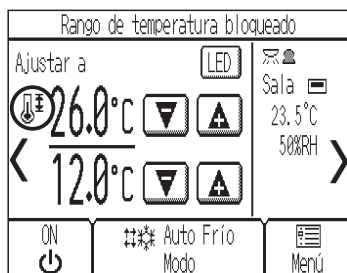 Rango de temperatura bloqueado
Ajustar a
LED
26.0°C
12.0°C
Sala
23.5°C
50%RH
ON
Auto Frío
Modo
Menú